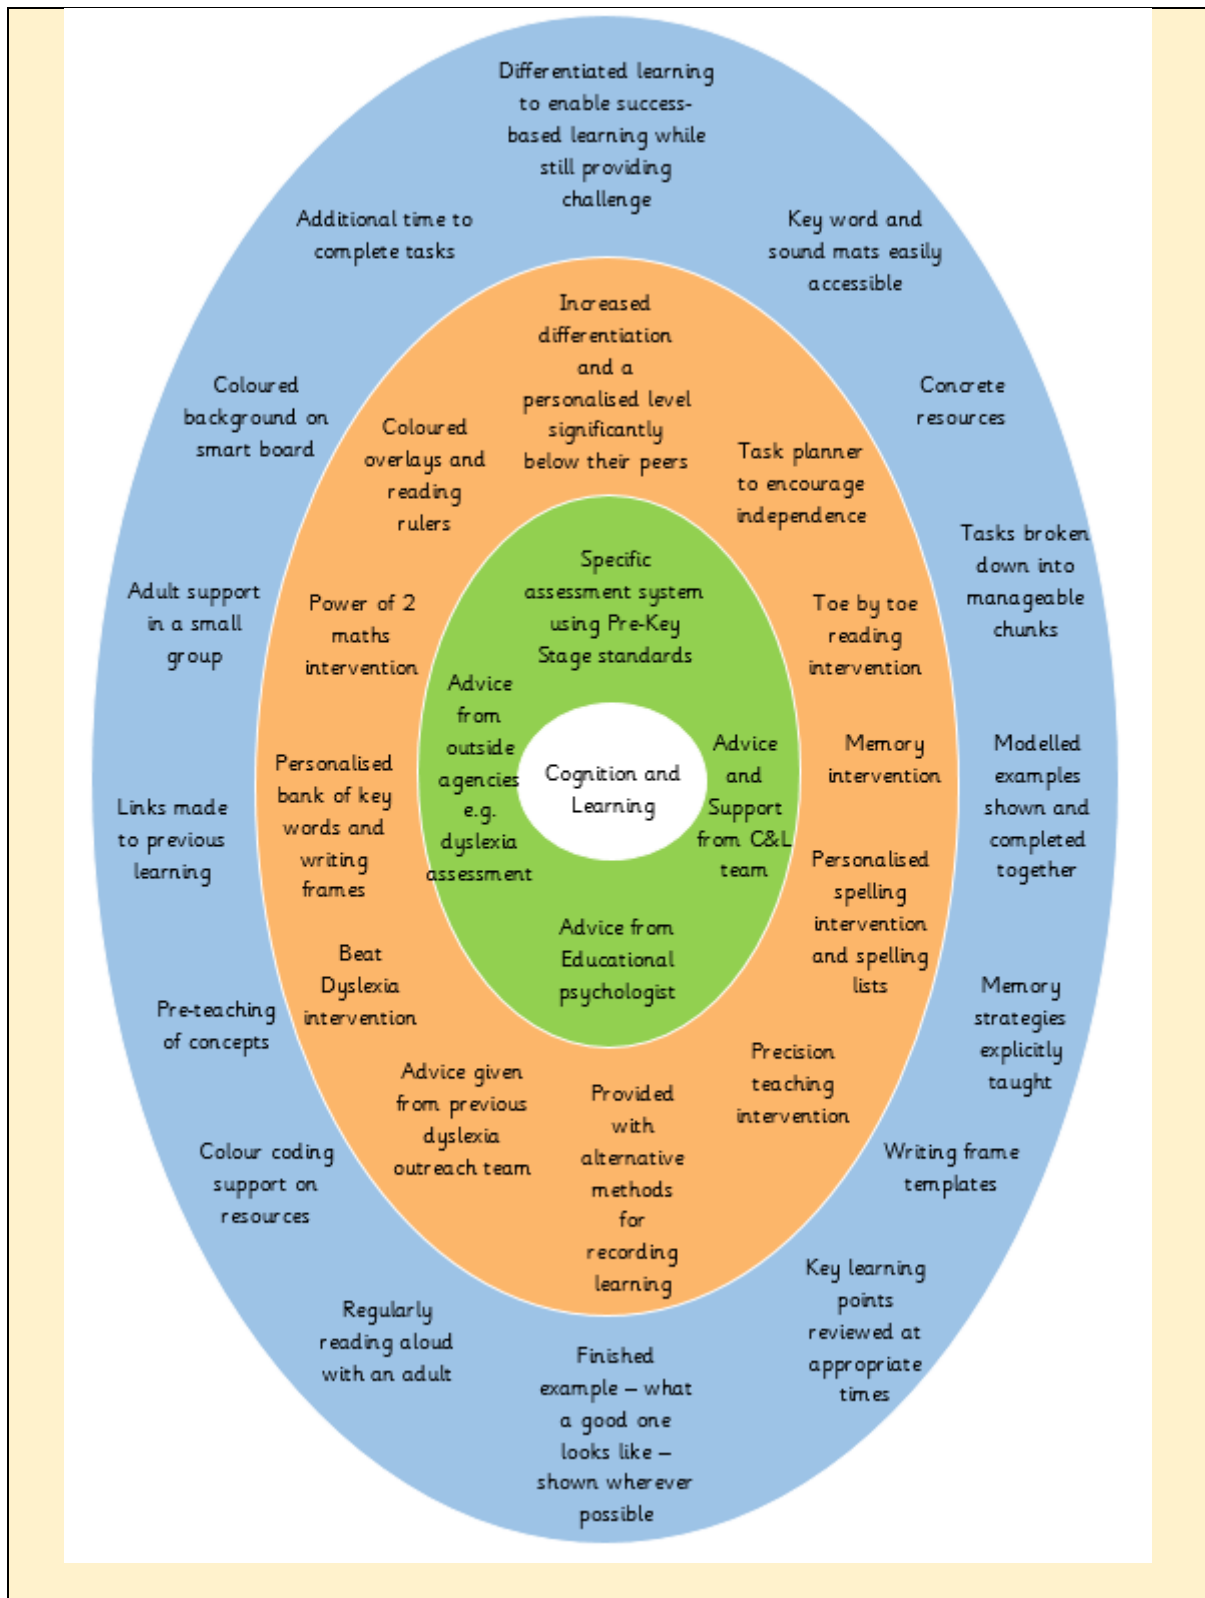 Differentiated learning
to enable success-
based learning while
still providing
challenge
Additional time to
complete tasks
Key word and
sound mats easily
accessible
Coloured
background on
smart board
Concrete
resources
Adult support
in a small
group
Tasks broken
down into
manageable
chunks
Links made
to previous
learning
Modelled
examples
shown and
completed
together
Pre-teaching
of concepts
Memory
strategies
explicitly
taught
Colour coding
support on
resources
Writing frame
templates
Regularly
reading aloud
with an adult
Key learning
points
reviewed at
appropriate
times
Finished
example – what
a good one
looks like –
shown wherever
possible
Increased
differentiation
and a
personalised level
significantly
below their peers
Coloured
overlays and
reading
rulers
Task planner
to encourage
independence
Power of 2
maths
intervention
Toe by toe
reading
intervention
Personalised
bank of key
words and
writing
frames
Memory
intervention
Beat
Dyslexia
intervention
Personalised
spelling
intervention
and spelling
lists
Advice given
from previous
dyslexia
outreach team
Precision
teaching
intervention
Provided
with
alternative
methods
for
recording
learning
Specific
assessment system
using Pre-Key
Stage standards
Advice
from
outside
agencies
e.g.
dyslexia
assessment
Advice
and
Support
from C&L
team
Advice from
Educational
psychologist
Cognition and
Learning